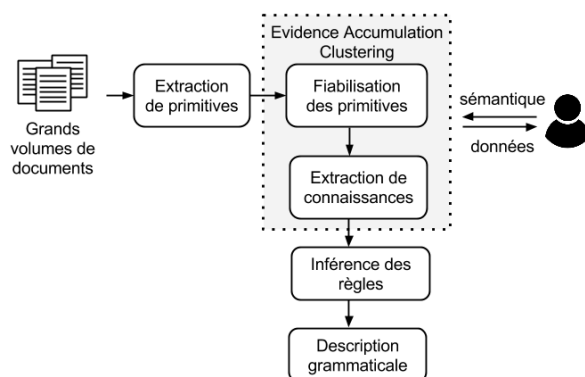 Evidence Accumulation
Clustering
Grands
volumes de
documents
Extraction
de primitives
Fiabilisation
des primitives
sémantique
données
Extraction de
connaissances
Inférence des
règles
Description
grammaticale